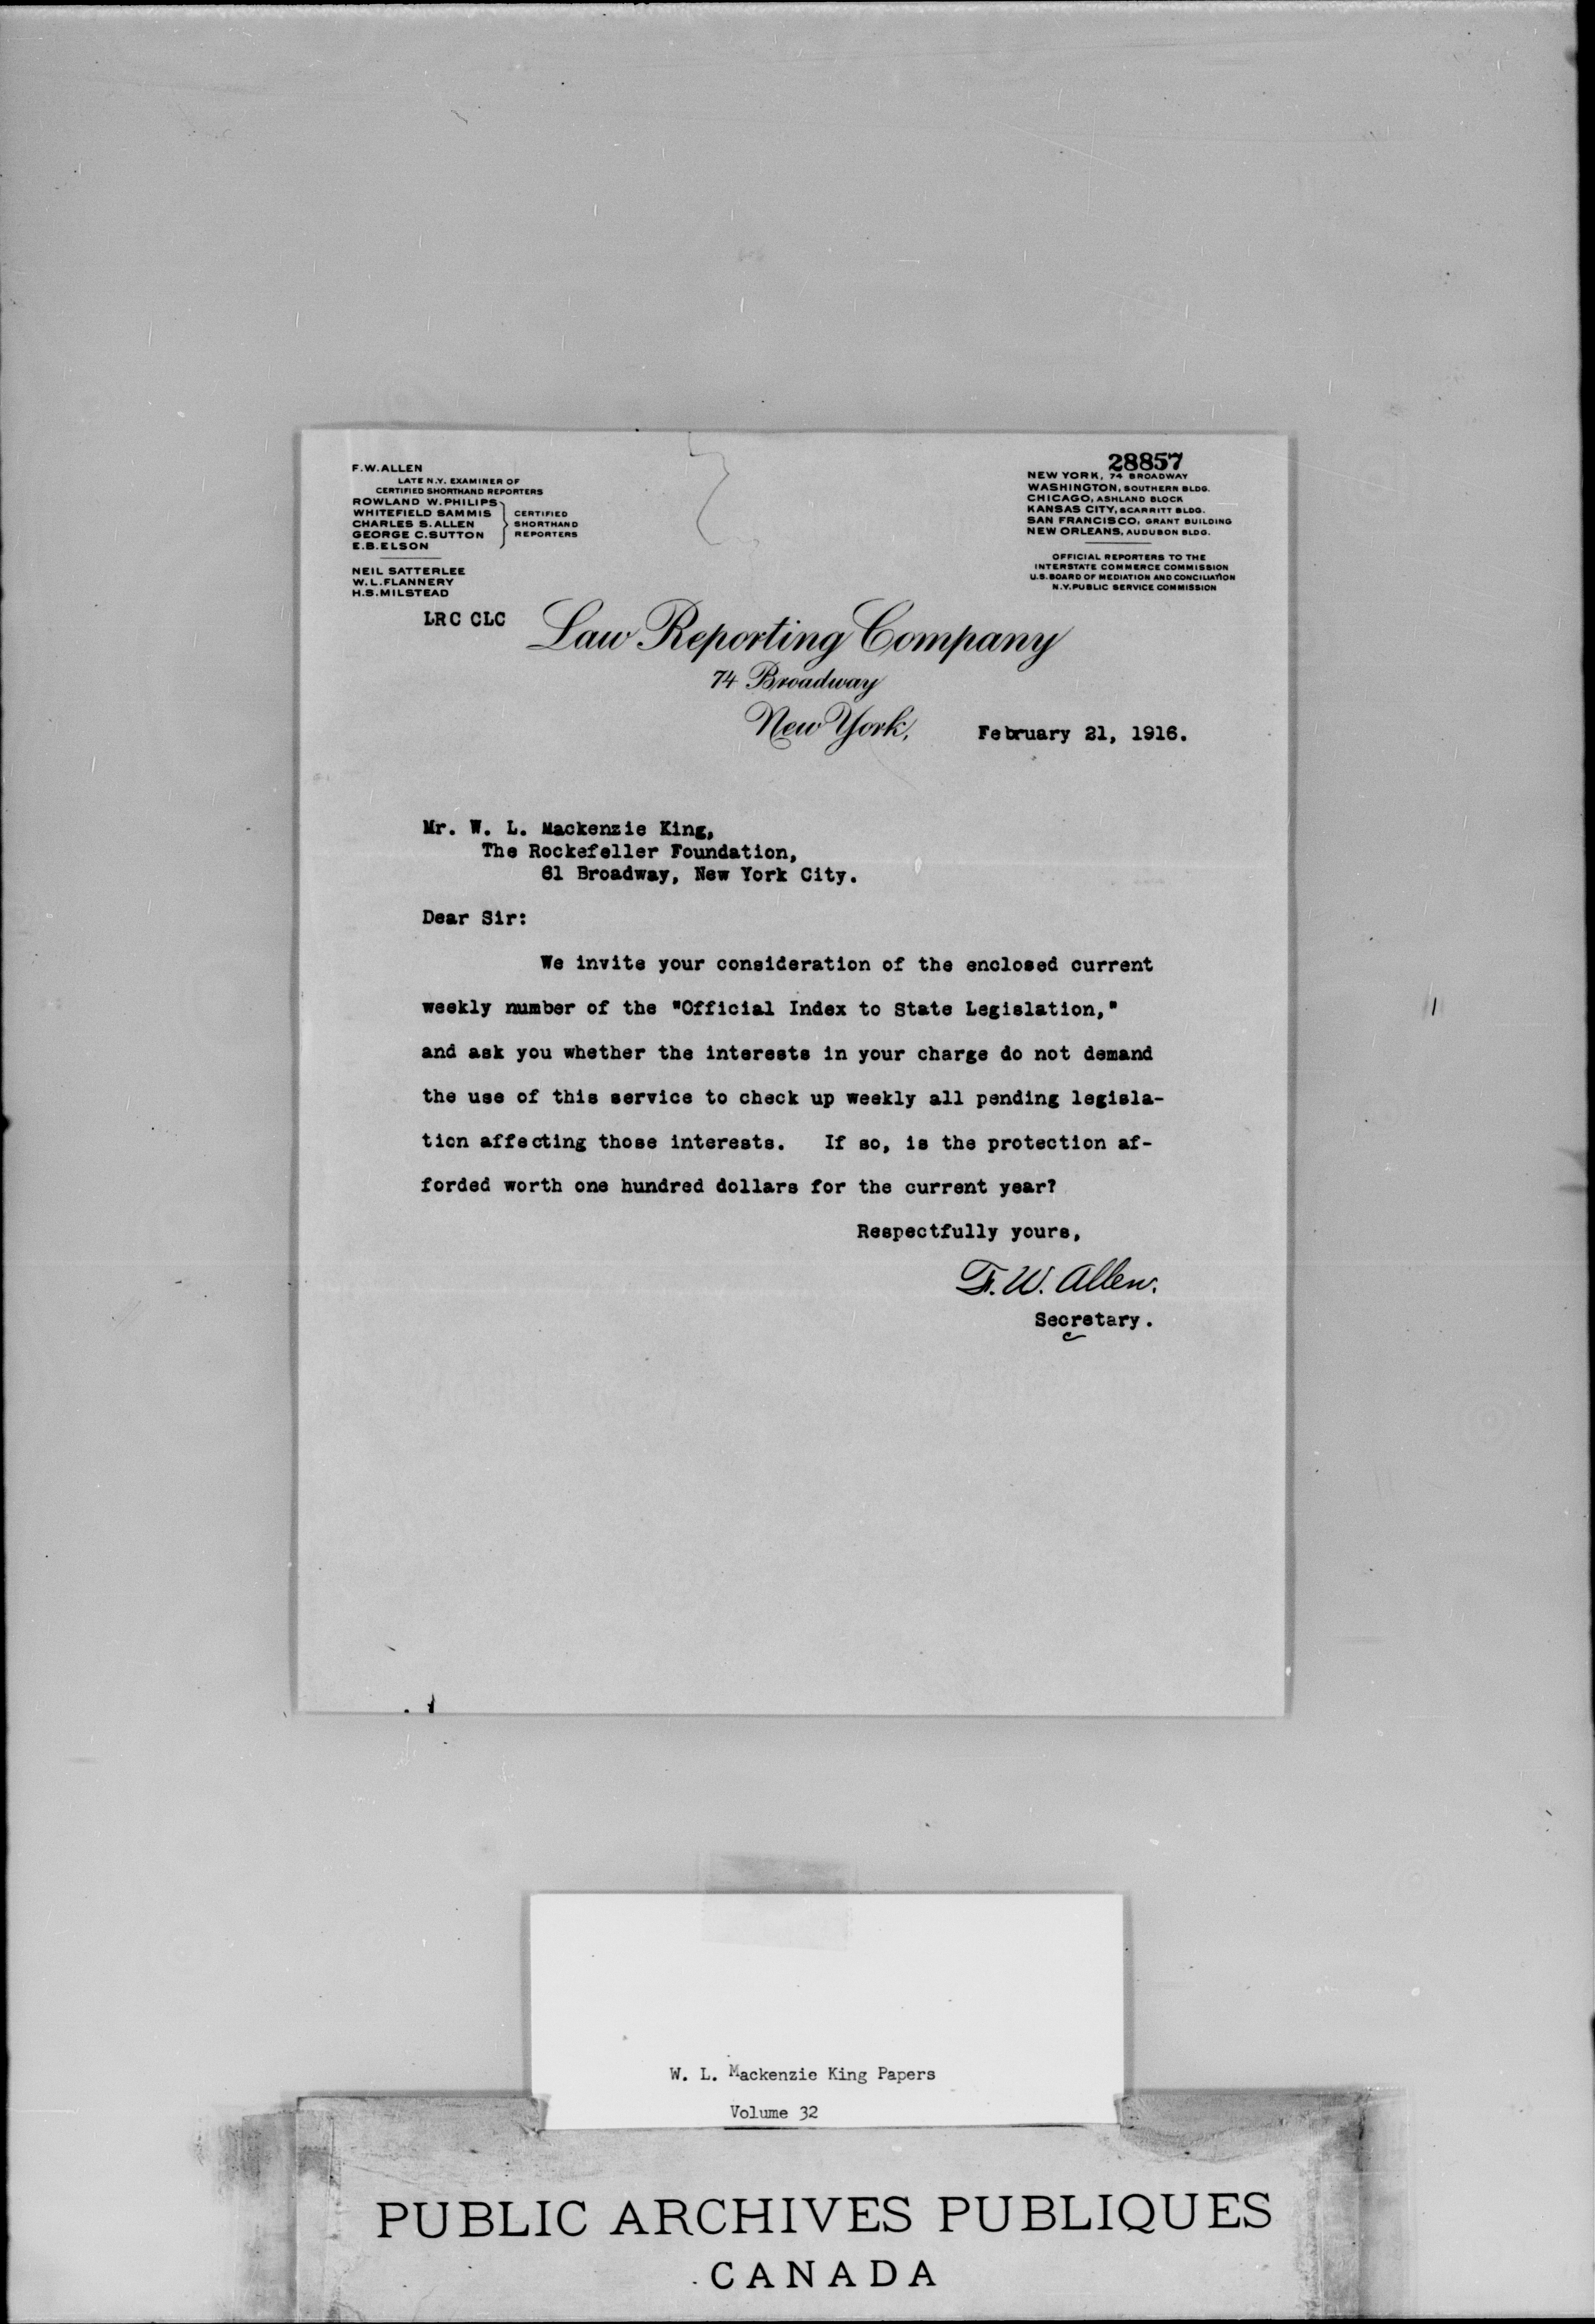 F.W.ALLEN
LATE N.Y. EXAMINER OF
CERTIFIED SHORTHAND REPORTERS
ROWLAND W.PHILIPS
WHITEFIELD SAMMIS
CHARLES S.ALLEN
GEORGE C.SUTTON
E.B.ELSON
CERTIFIED
SHORTHAND
REPORTERS
NEIL SATTERLEE
W.L.FLANNERY
H.S.MILSTEAD
28857
NEW YORK, 74 BROADWAY
WASHINGTON, SOUTHERN BLDG.
CHICAGO, ASHLAND BLOCK
KANSAS CITY, SCARRITT BLDG.
SAN FRANCISCO, GRANT BUILDING
NEW ORLEANS, AUDUBON BLDG.
OFFICIAL REPORTERS TO THE
INTERSTATE COMMERCE COMMISSION
U.S.BOARD OF MEDIATION AND CONCILIATION
N.Y.PUBLIC SERVICE COMMISSION
LRC CLC
Law Reporting Company
74 Broadway
New York, February 21, 1916.
Mr. W. L. Mackenzie King,
The Rockefeller Foundation,
61 Broadway, New York City.
Dear Sir:
We invite your consideration of the enclosed current
weekly number of the "Official Index to State Legislation,"
and ask you whether the interests in your charge do not demand
the use of this service to check up weekly all pending legisla-
tion affecting those interests. If so, is the protection af-
forded worth one hundred dollars for the current year?
Respectfully yours,
F. W. Allen.
Secretary.
W. L. Mackenzie King Papers
Volume 32
PUBLIC ARCHIVES PUBLIQUES
CANADA